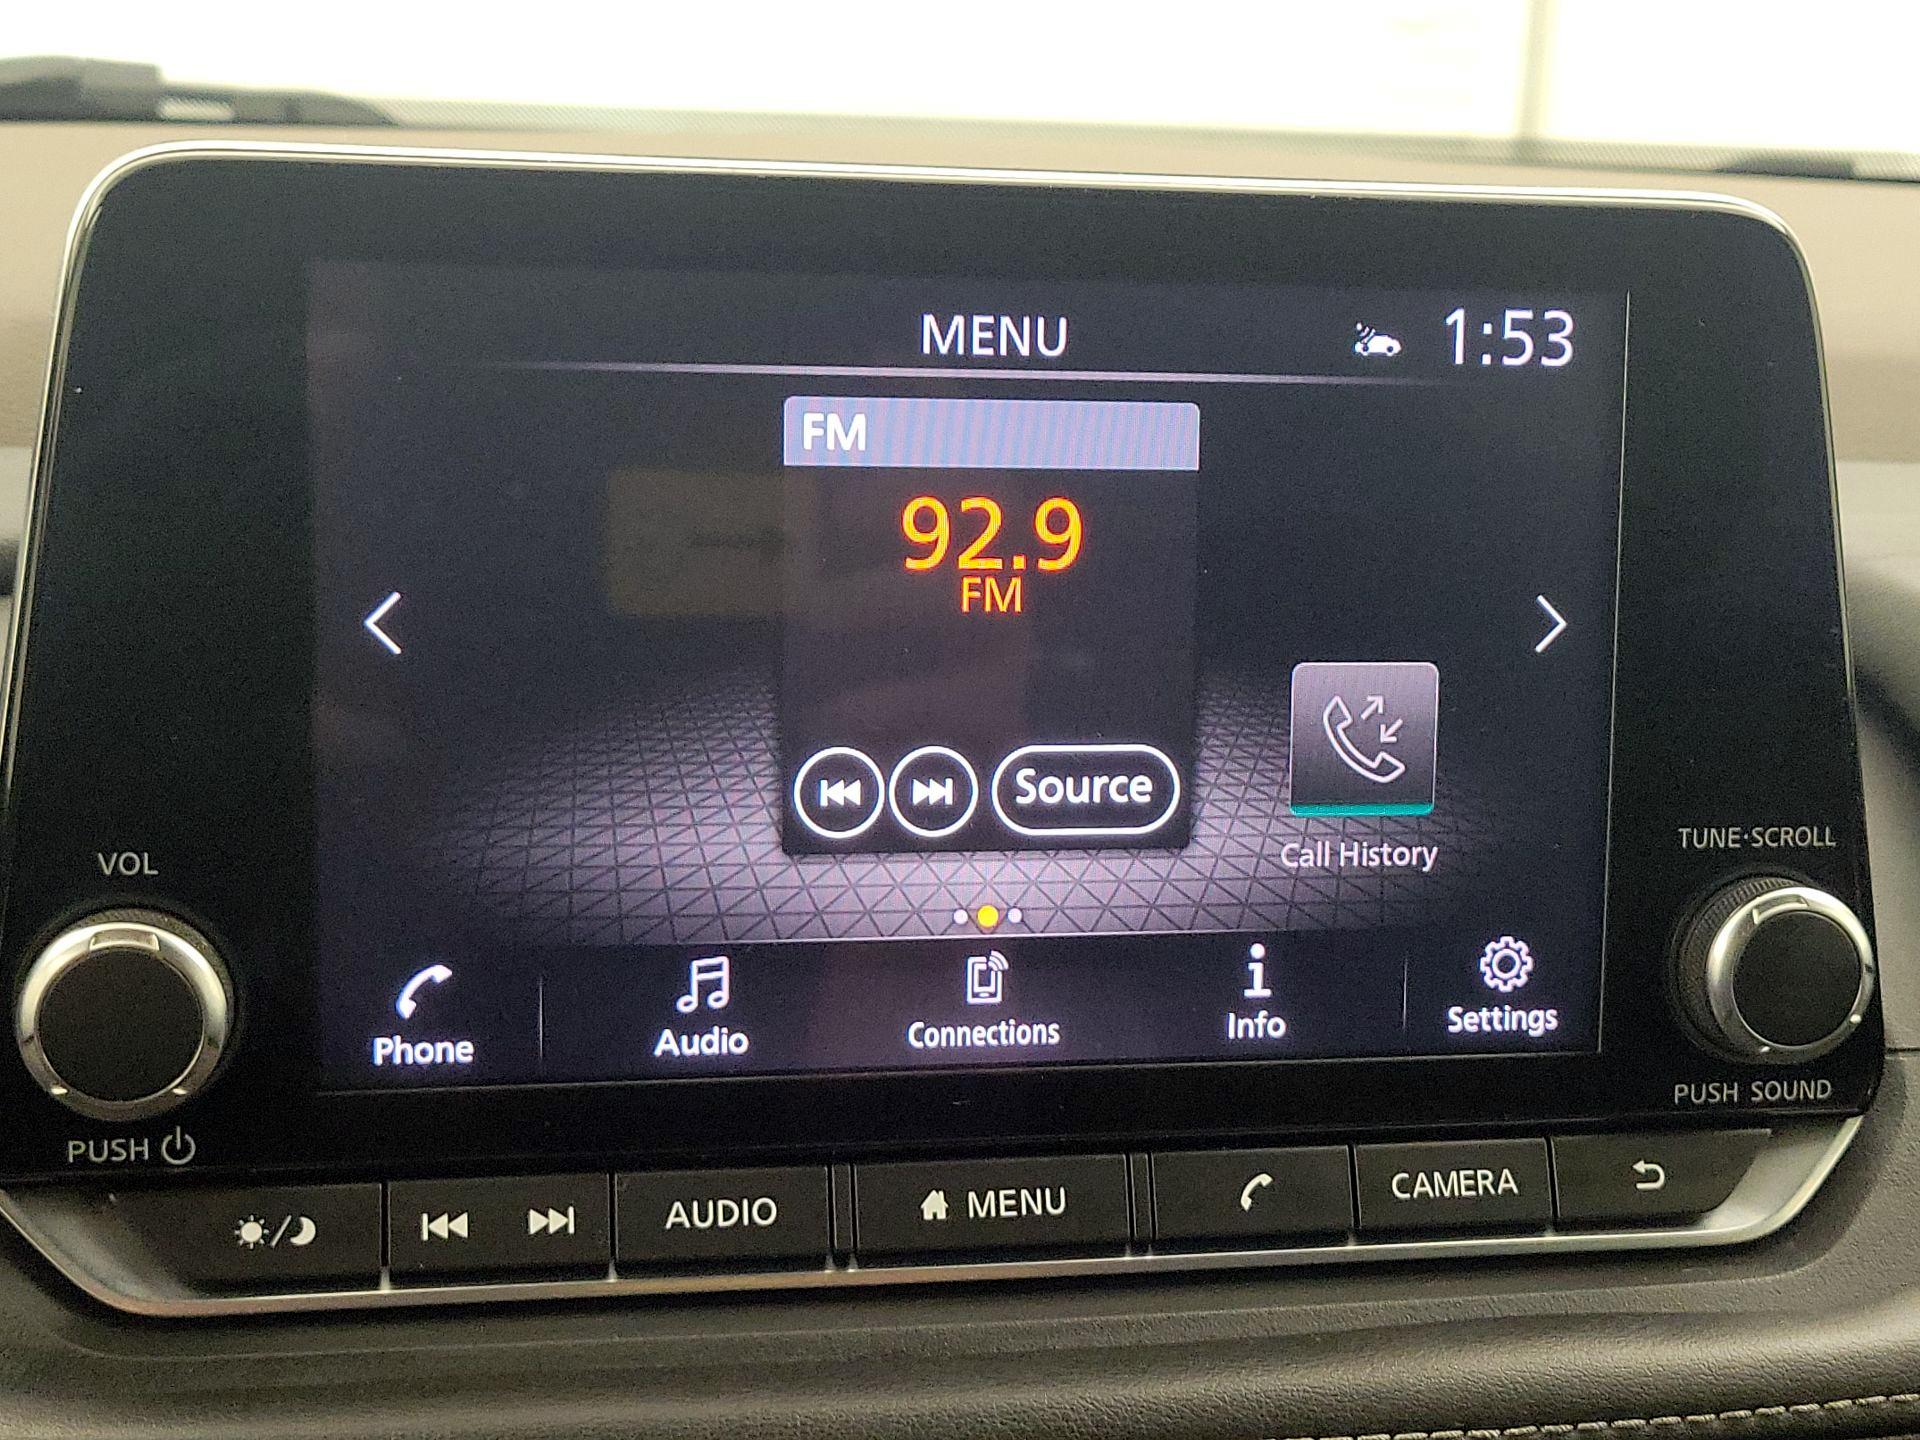 MENU
1:53
FM
92.9
FM
Source
Call History
Phone
Audio
Connections
Info
Settings
VOL
PUSH
TUNE·SCROLL
PUSH SOUND
AUDIO
MENU
CAMERA